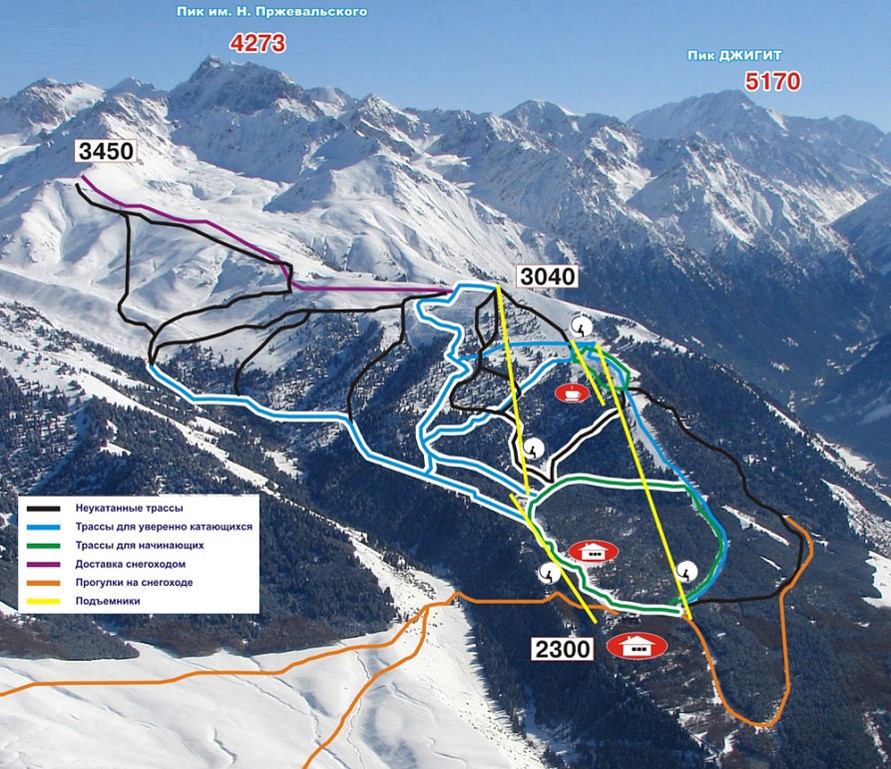 Пик им. Н. Пржевальского
4273
Пик ДЖИГИТ
5170
3450
3040
Неукатанные трассы
Трассы для уверенно катающихся
Трассы для начинающих
Доставка снегоходом
Прогулки на снегоходе
Подъемники
2300